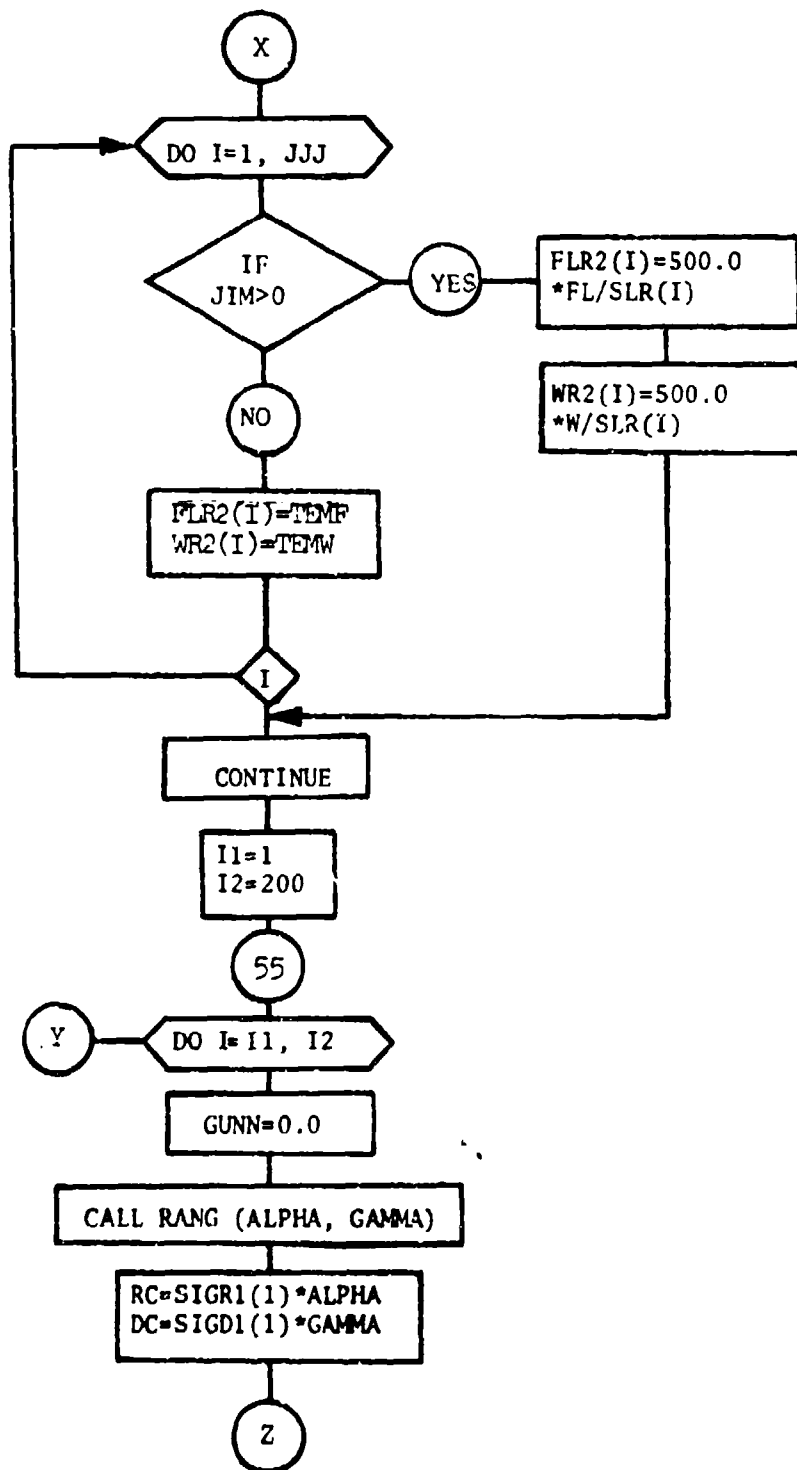 X
DO I=1, JJJ
IF
JIM>0
YES
FLR2(I)=500.0
*FL/SLR(I)
WR2(I)=500.0
*W/SLR(I)
NO
FLR2(I)=TEMF
WR2(I)=TEMW
I
CONTINUE
I1=1
I2=200
55
Y
DO I=I1, I2
GUNN=0.0
CALL RANG (ALPHA, GAMMA)
RC=SIGR1(1)*ALPHA
DC=SIGD1(1)*GAMMA
Z